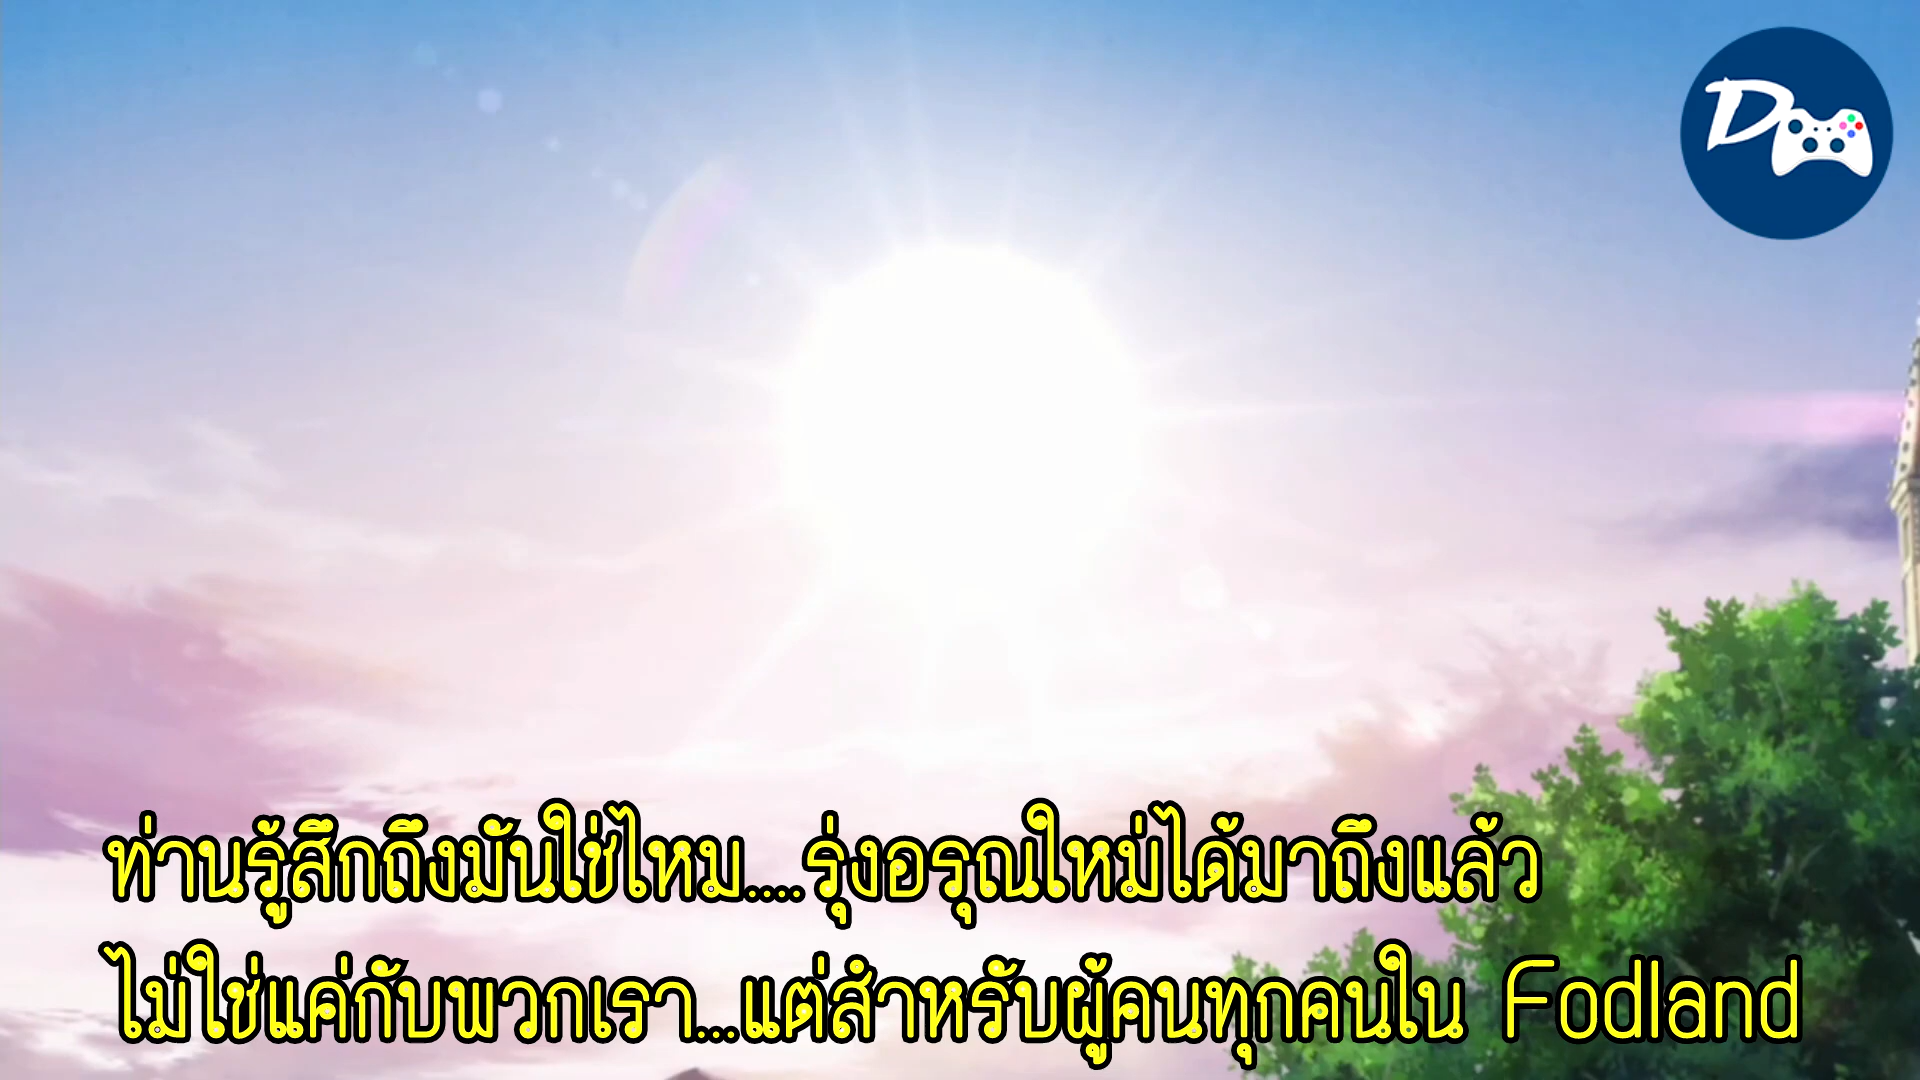 D
ท่านรู้สึกถึงมันใช่ไหม....รุ่งอรุณใหม่ได้มาถึงแล้ว
ไม่ใช่แค่กับพวกเรา...แต่สำหรับผู้คนทุกคนใน Fodland